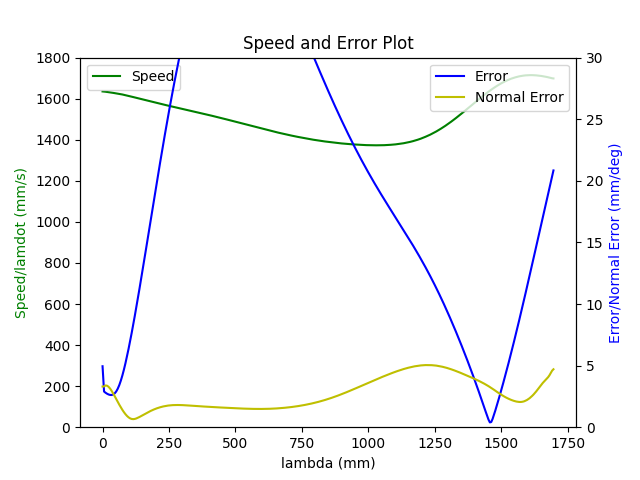 Speed and Error Plot
Speed
Error
Normal Error
Speed/lamdot (mm/s)
1800
1600
1400
1200
1000
800
600
400
200
0
30
25
20
15
10
5
0
Error/Normal Error (mm/deg)
0 250 500 750 1000 1250 1500 1750
lambda (mm)